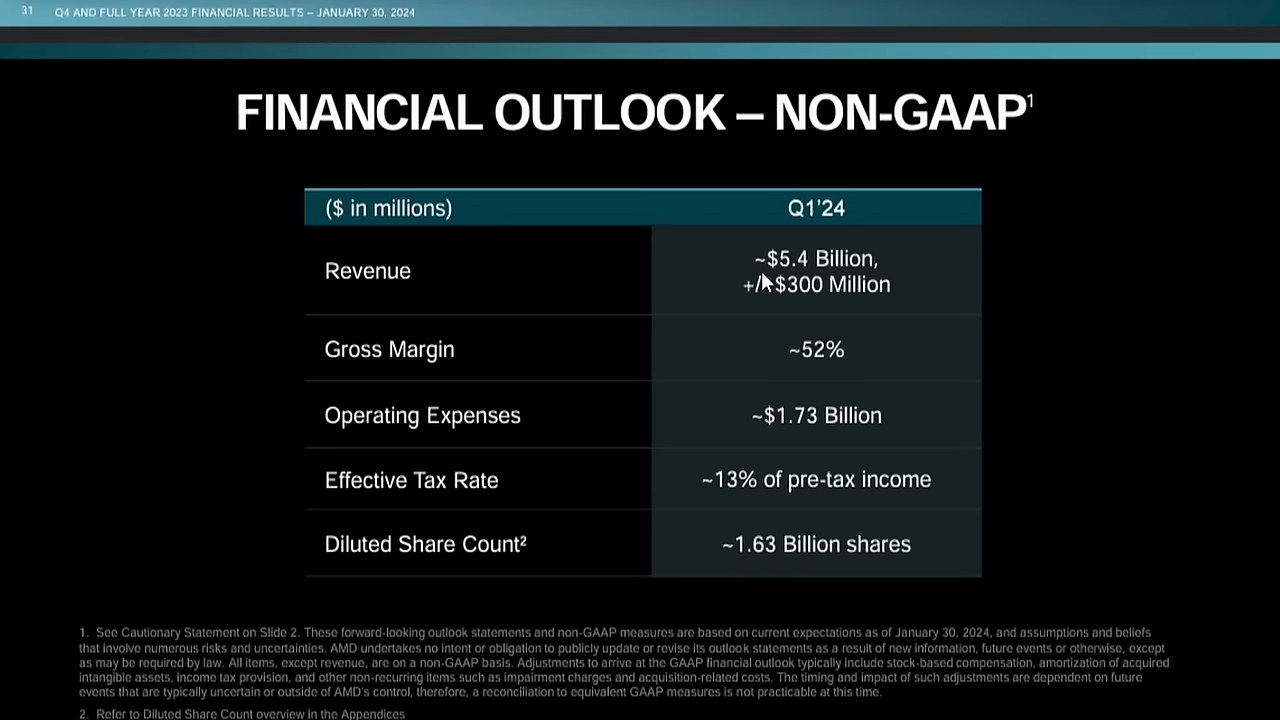 31 Q4 AND FULL YEAR 2023 FINANCIAL RESULTS – JANUARY 30, 2024
FINANCIAL OUTLOOK – NON-GAAP¹
($ in millions) Q1’24
Revenue ~$5.4 Billion,
+/- $300 Million
Gross Margin ~52%
Operating Expenses ~$1.73 Billion
Effective Tax Rate ~13% of pre-tax income
Diluted Share Count² ~1.63 Billion shares
1. See Cautionary Statement on Slide 2. These forward-looking outlook statements and non-GAAP measures are based on current expectations as of January 30, 2024, and assumptions and beliefs
that involve numerous risks and uncertainties. AMD undertakes no intent or obligation to publicly update or revise its outlook statements as a result of new information, future events or otherwise, except
as may be required by law. All items, except revenue, are on a non-GAAP basis. Adjustments to arrive at the GAAP financial outlook typically include stock-based compensation, amortization of acquired
intangible assets, income tax provision, and other non-recurring items such as impairment charges and acquisition-related costs. The timing and impact of such adjustments are dependent on future
events that are typically uncertain or outside of AMD's control, therefore, a reconciliation to equivalent GAAP measures is not practicable at this time.
2. Refer to Diluted Share Count overview in the Appendices